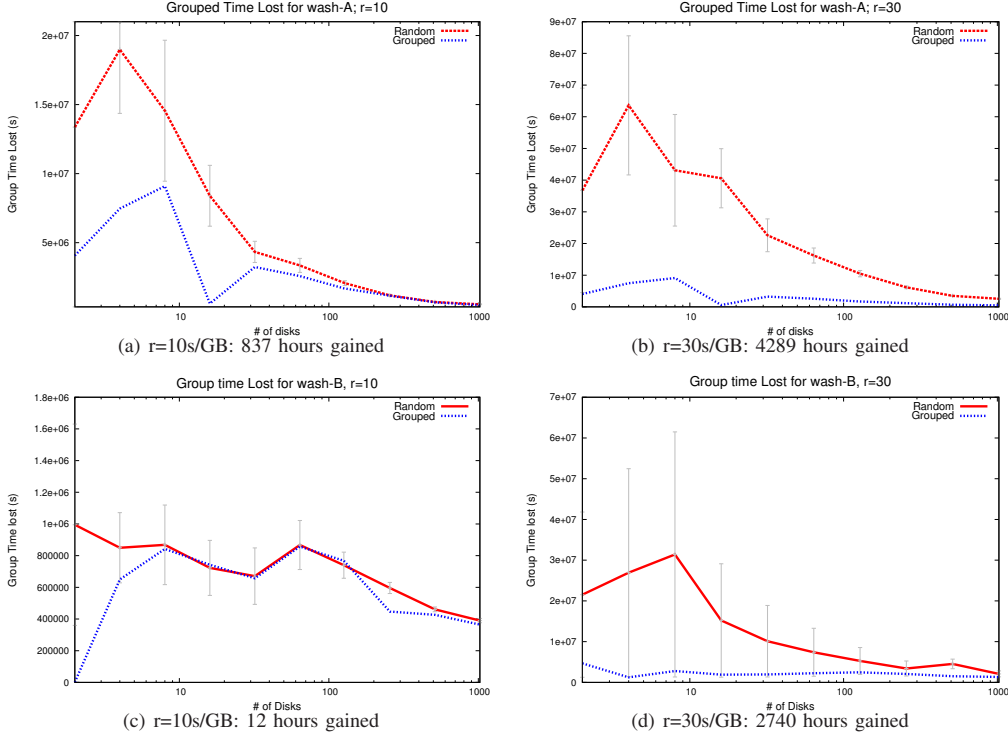 Grouped Time Lost for wash-A; r=10
Random
Grouped
Group Time Lost (s)
2e+07
1.5e+07
1e+07
5e+06
10
100
1000
# of disks
(a) r=10s/GB: 837 hours gained
Grouped Time Lost for wash-A; r=30
Random
Grouped
Group Time Lost (s)
9e+07
8e+07
7e+07
6e+07
5e+07
4e+07
3e+07
2e+07
1e+07
0
10
100
1000
# of disks
(b) r=30s/GB: 4289 hours gained
Group time Lost for wash-B, r=10
Random
Grouped
Group Time lost (s)
1.8e+06
1.6e+06
1.4e+06
1.2e+06
1e+06
800000
600000
400000
200000
0
10
100
1000
# of Disks
(c) r=10s/GB: 12 hours gained
Group time Lost for wash-B, r=30
Random
Grouped
Group Time lost (s)
7e+07
6e+07
5e+07
4e+07
3e+07
2e+07
1e+07
0
10
100
1000
# of Disks
(d) r=30s/GB: 2740 hours gained